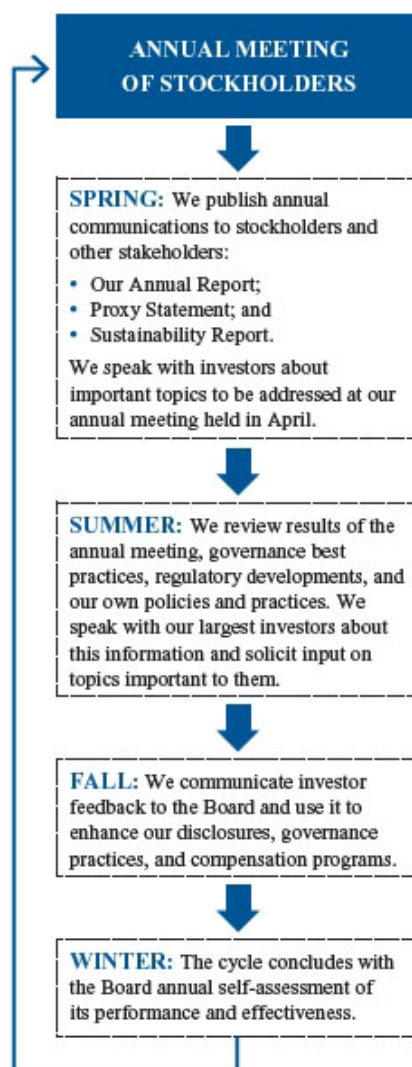 ANNUAL MEETING
OF STOCKHOLDERS
SPRING: We publish annual
communications to stockholders and
other stakeholders:
• Our Annual Report;
• Proxy Statement; and
• Sustainability Report.
We speak with investors about
important topics to be addressed at our
annual meeting held in April.
SUMMER: We review results of the
annual meeting, governance best
practices, regulatory developments, and
our own policies and practices. We
speak with our largest investors about
this information and solicit input on
topics important to them.
FALL: We communicate investor
feedback to the Board and use it to
enhance our disclosures, governance
practices, and compensation programs.
WINTER: The cycle concludes with
the Board annual self-assessment of
its performance and effectiveness.